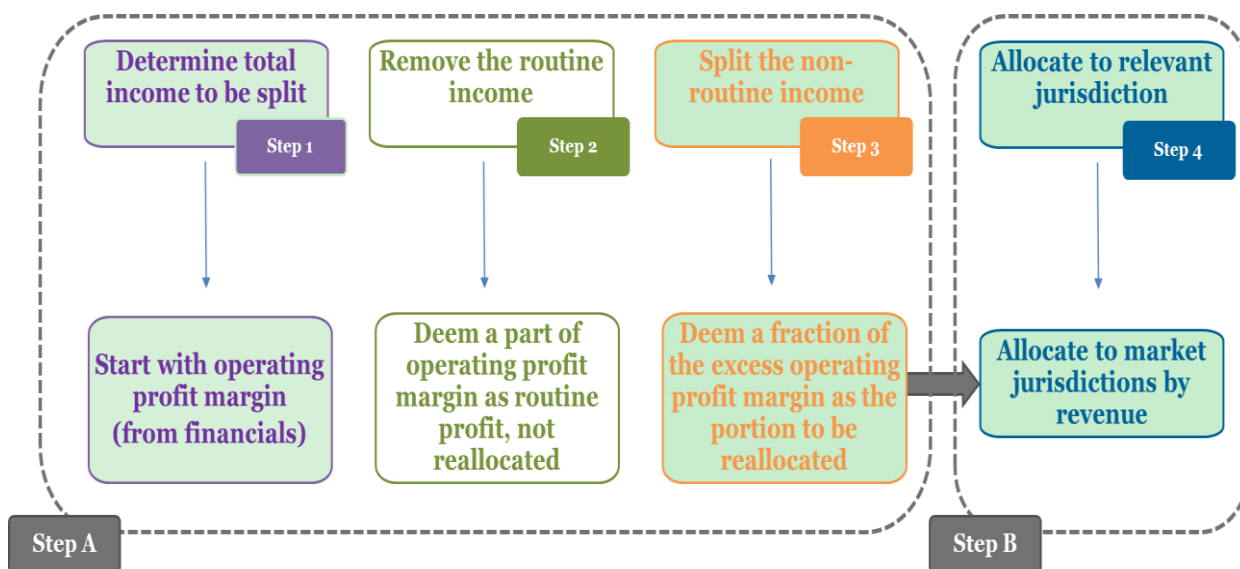 Determine total
income to be split
Step 1
Remove the routine
income
Step 2
Split the non-
routine income
Step 3
Allocate to relevant
jurisdiction
Step 4
Start with operating
profit margin
(from financials)
Deem a part of
operating profit
margin as routine
profit, not
reallocated
Deem a fraction of
the excess operating
profit margin as the
portion to be
reallocated
Allocate to market
jurisdictions by
revenue
Step A
Step B